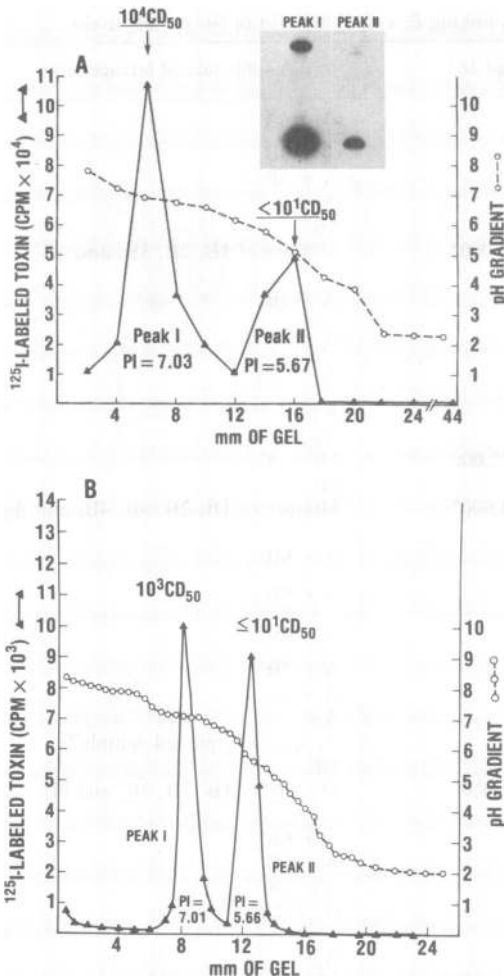 10⁴CD₅₀
PEAK I PEAK II
A
11
10
9
8
7
6
5
4
3
2
1
¹²⁵I-LABELED TOXIN (CPM × 10⁴)
10
9
8
7
6
5
4
3
2
1
pH GRADIENT
<10¹CD₅₀
Peak I
PI = 7.03
Peak II
PI = 5.67
4 8 12 16 20 24 44
mm OF GEL
B
14
13
12
11
10
9
8
7
6
5
4
3
2
1
¹²⁵I-LABELED TOXIN (CPM × 10³)
10³CD₅₀
≤10¹CD₅₀
10
9
8
7
6
5
4
3
2
1
pH GRADIENT
PEAK I
PEAK II
PI =
7.01
PI =
5.66
4 8 12 16 20 24 28
mm OF GEL